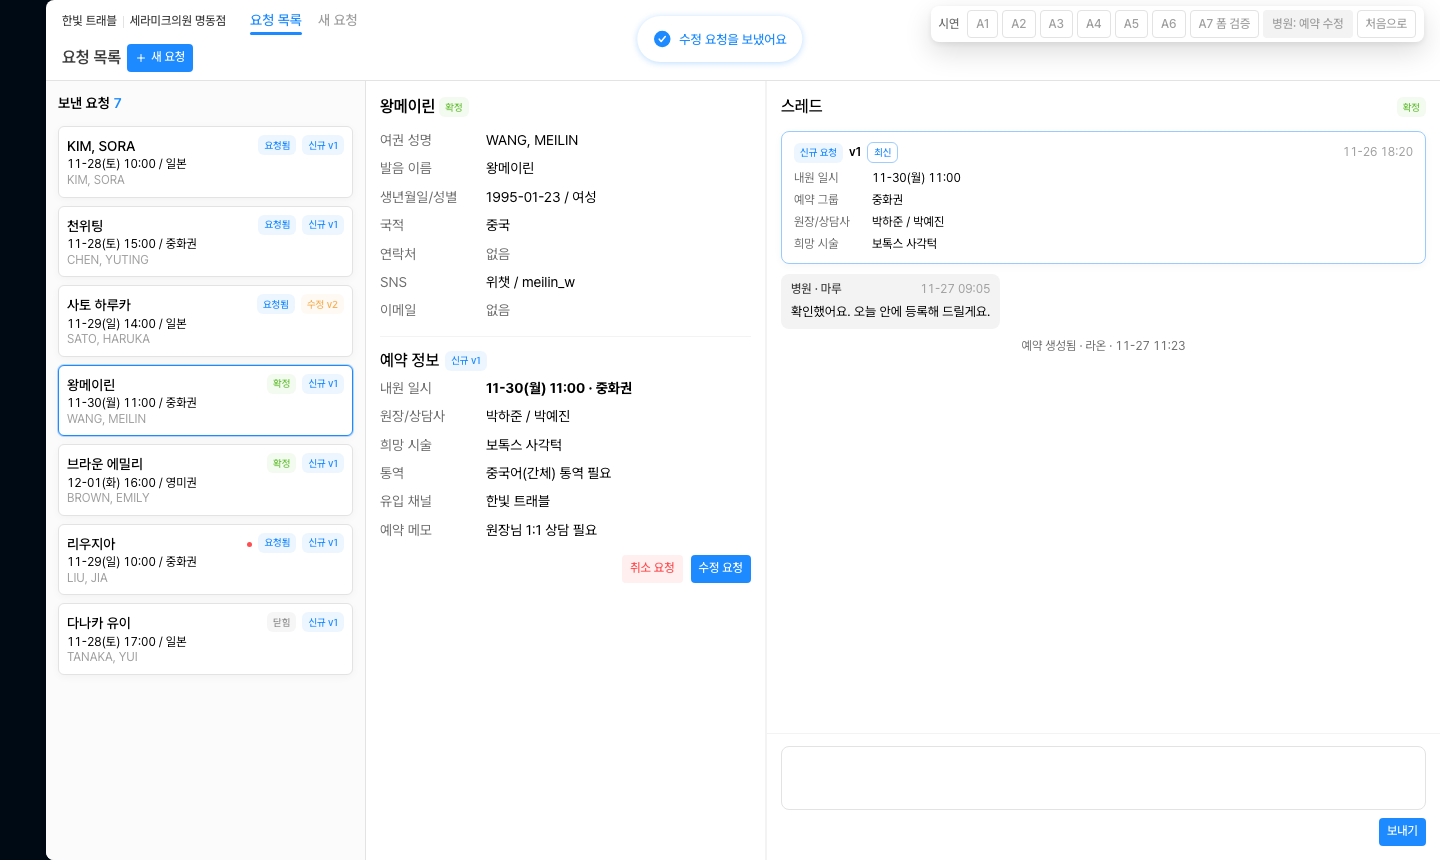 한빛 트래블 세라미크의원 명동점 요청 목록 새 요청
수정 요청을 보냈어요
시연 A1 A2 A3 A4 A5 A6 A7 폼 검증 병원: 예약 수정 처음으로
요청 목록 + 새 요청
보낸 요청 7
KIM, SORA 요청됨 신규 v1
11-28(토) 10:00 / 일본
KIM, SORA
천위팅 요청됨 신규 v1
11-28(토) 15:00 / 중화권
CHEN, YUTING
사토 하루카 요청됨 수정 v2
11-29(일) 14:00 / 일본
SATO, HARUKA
왕메이린 확정 신규 v1
11-30(월) 11:00 / 중화권
WANG, MEILIN
브라운 에밀리 확정 신규 v1
12-01(화) 16:00 / 영미권
BROWN, EMILY
리우지아 요청됨 신규 v1
11-29(일) 10:00 / 중화권
LIU, JIA
다나카 유이 닫힘 신규 v1
11-28(토) 17:00 / 일본
TANAKA, YUI
왕메이린 확정
여권 성명 WANG, MEILIN
발음 이름 왕메이린
생년월일/성별 1995-01-23 / 여성
국적 중국
연락처 없음
SNS 위챗 / meilin_w
이메일 없음
예약 정보 신규 v1
내원 일시 11-30(월) 11:00 · 중화권
원장/상담사 박하준 / 박예진
희망 시술 보톡스 사각턱
통역 중국어(간체) 통역 필요
유입 채널 한빛 트래블
예약 메모 원장님 1:1 상담 필요
취소 요청 수정 요청
스레드 확정
신규 요청 v1 최신 11-26 18:20
내원 일시 11-30(월) 11:00
예약 그룹 중화권
원장/상담사 박하준 / 박예진
희망 시술 보톡스 사각턱
병원 · 마루 11-27 09:05
확인했어요. 오늘 안에 등록해 드릴게요.
예약 생성됨 · 라온 · 11-27 11:23
보내기